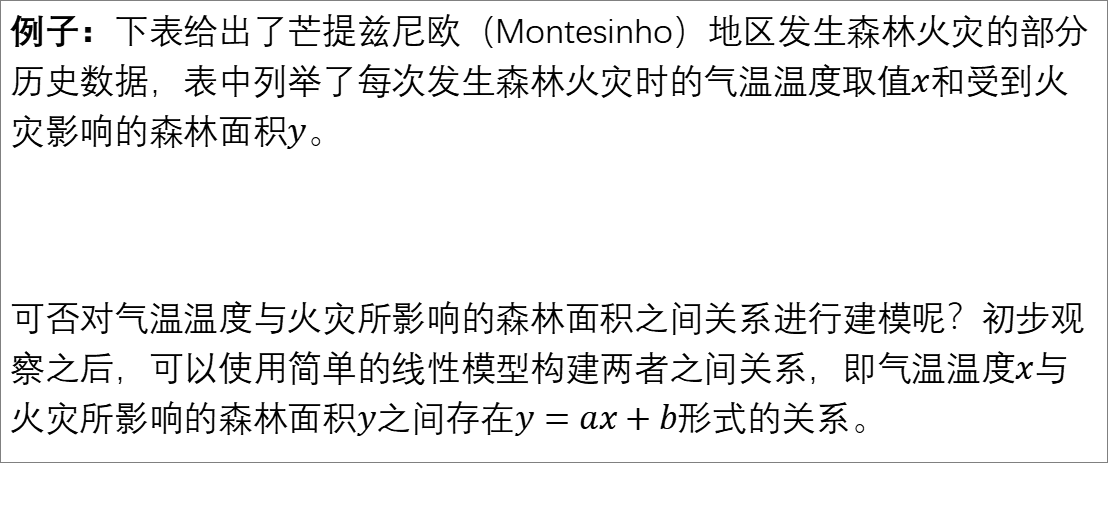 例子：下表给出了芒提兹尼欧（Montesinho）地区发生森林火灾的部分
历史数据，表中列举了每次发生森林火灾时的气温温度取值x和受到火
灾影响的森林面积y。
可否对气温温度与火灾所影响的森林面积之间关系进行建模呢？初步观
察之后，可以使用简单的线性模型构建两者之间关系，即气温温度x与
火灾所影响的森林面积y之间存在y = ax + b形式的关系。